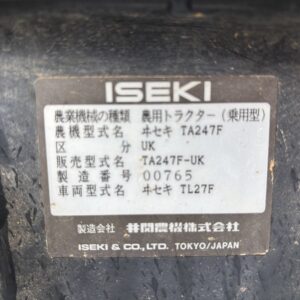 ISEKI
農業機械の種類 農用トラクター (乗用型)
農機型式名 ヰセキ TA247F
区分 UK
販売型式名 TA247F-UK
製造番号 00765
車両型式名 ヰセキ TL27F
製造会社 井関農機株式会社
ISEKI & CO., LTD. TOKYO/JAPAN